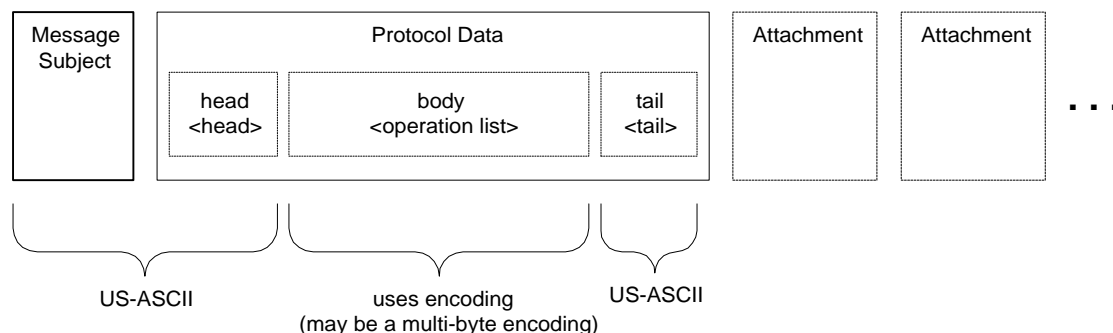 Message
Subject
Protocol Data
Attachment
Attachment
head
<head>
body
<operation list>
tail
<tail>
. . .
US-ASCII
uses encoding
(may be a multi-byte encoding)
US-ASCII